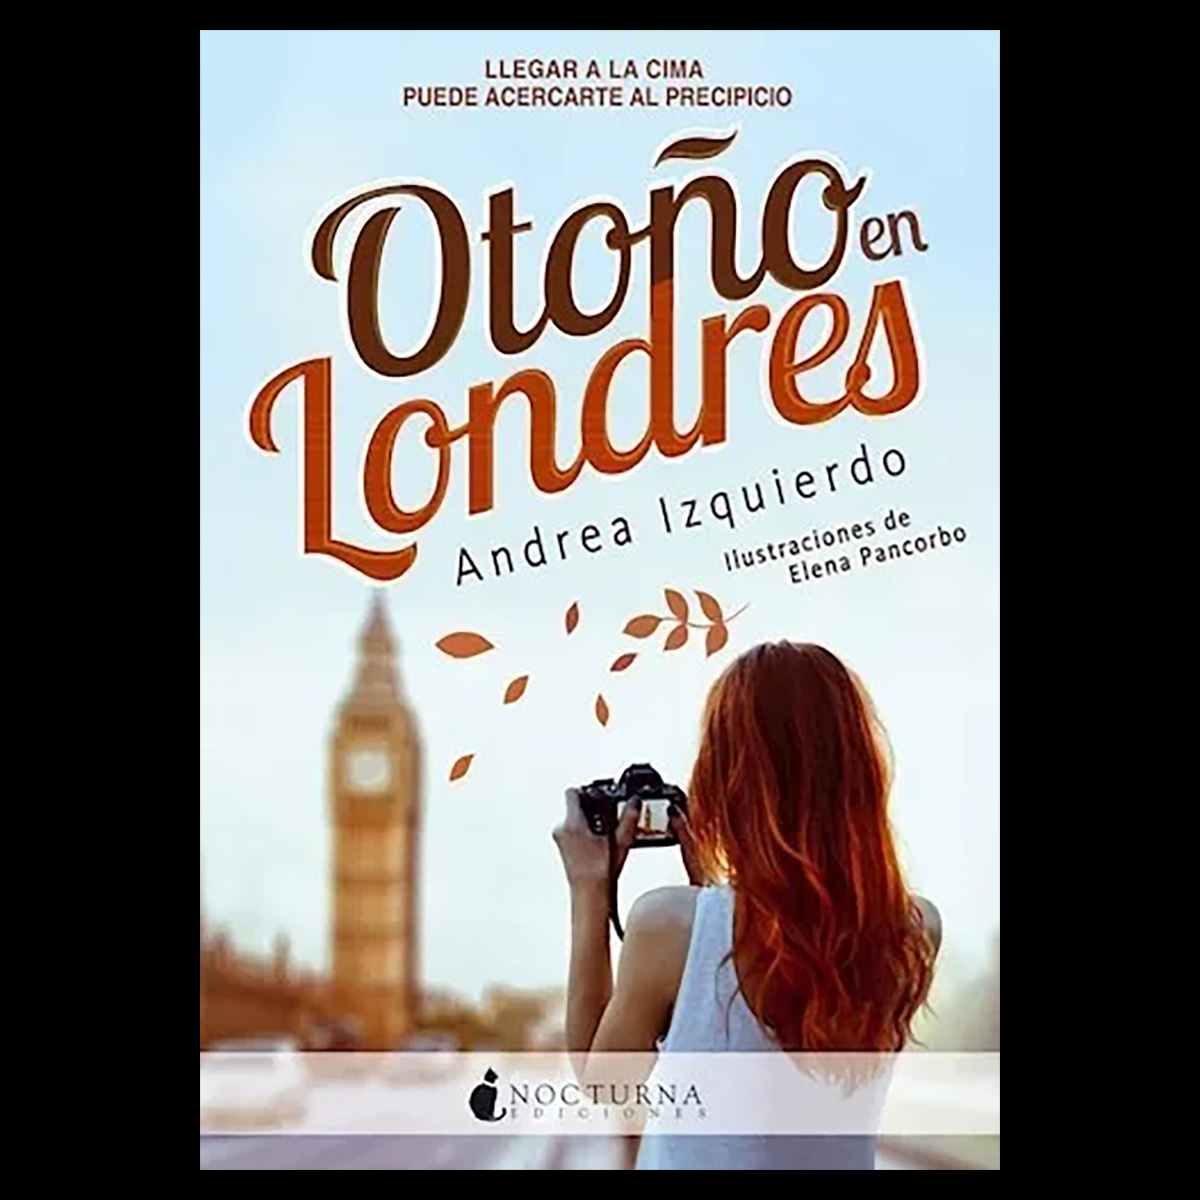 LLEGAR A LA CIMA
PUEDE ACERCARTE AL PRECIPICIO
Otoño en
Londres
Andrea Izquierdo
Ilustraciones de
Elena Pancorbo
NOCTURNA
EDICIONES